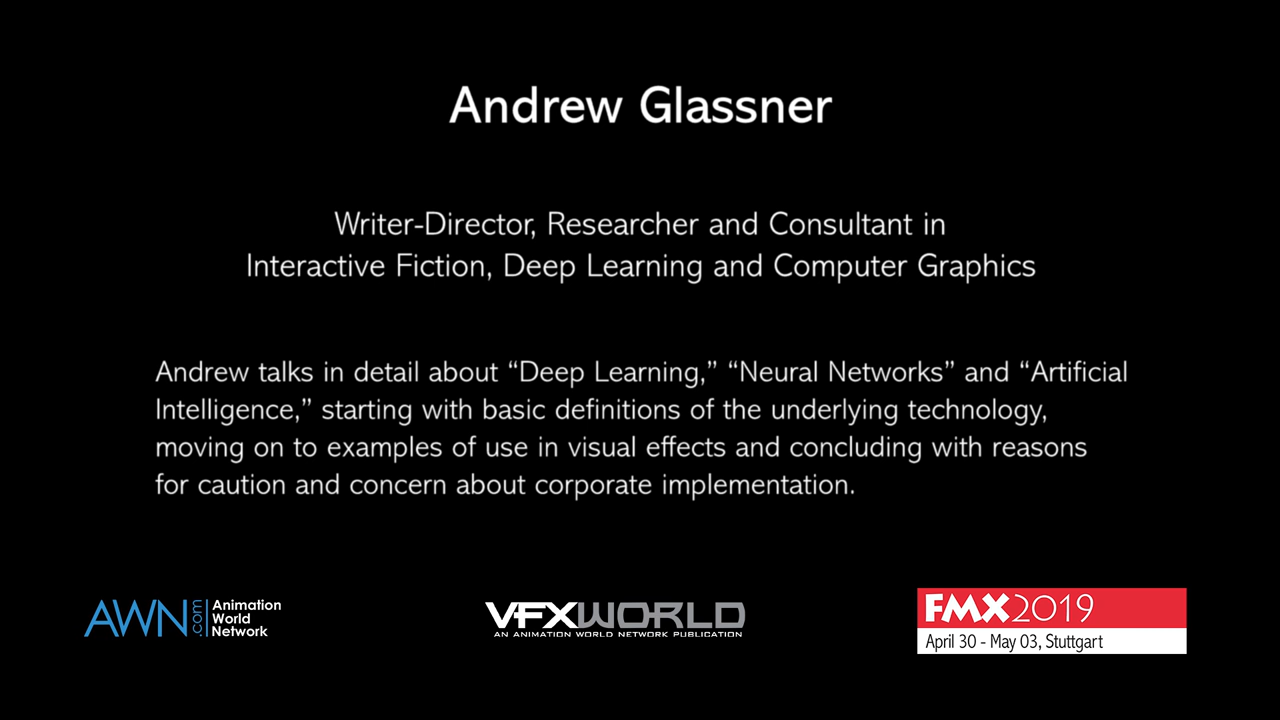 Andrew Glassner
Writer-Director, Researcher and Consultant in
Interactive Fiction, Deep Learning and Computer Graphics
Andrew talks in detail about “Deep Learning,” “Neural Networks” and “Artificial
Intelligence,” starting with basic definitions of the underlying technology,
moving on to examples of use in visual effects and concluding with reasons
for caution and concern about corporate implementation.
AWN.com
Animation
World
Network
VFXWORLD
AN ANIMATION WORLD NETWORK PUBLICATION
FMX2019
April 30 - May 03, Stuttgart